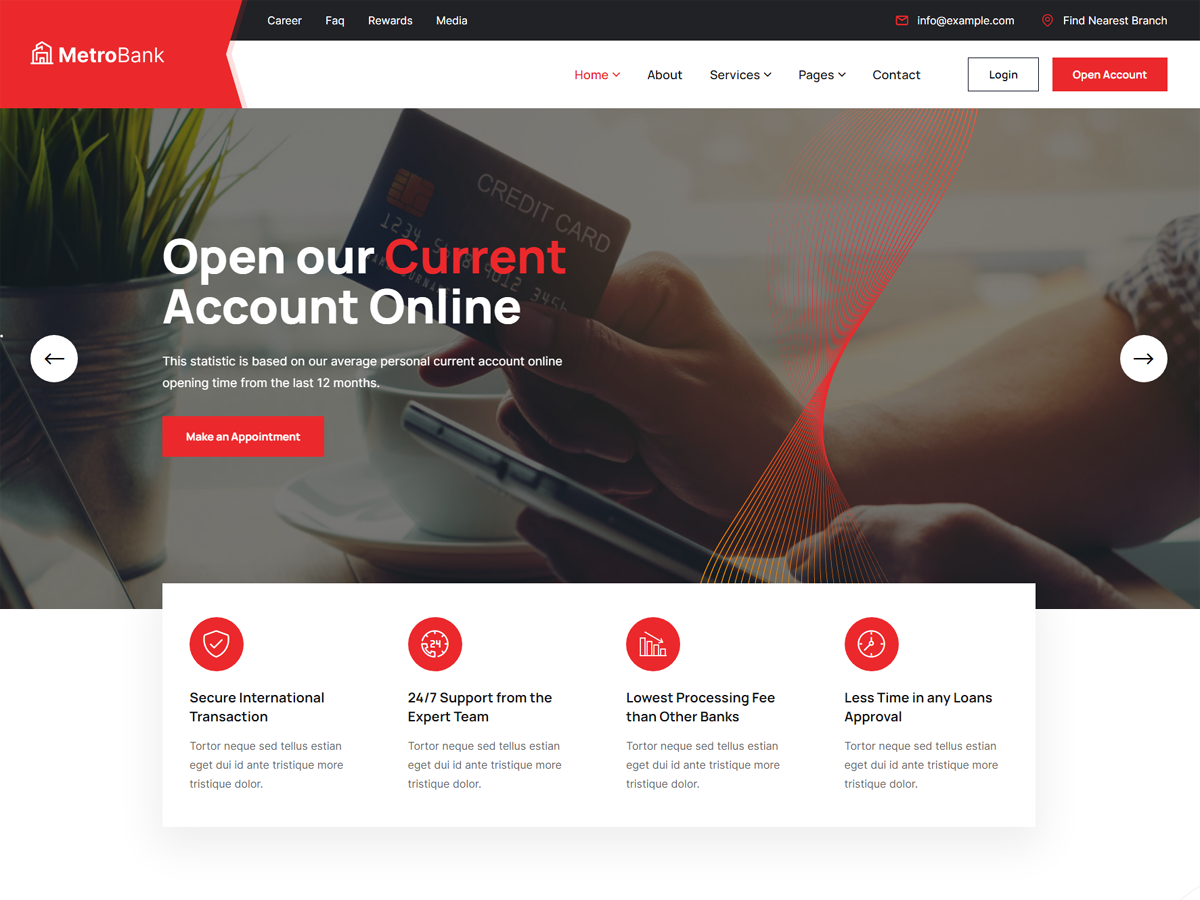 Career Faq Rewards Media
info@example.com Find Nearest Branch
MetroBank
Home About Services Pages Contact
Login Open Account
CREDIT CARD
Open our Current
Account Online
This statistic is based on our average personal current account online
opening time from the last 12 months.
Make an Appointment
24
Secure International
Transaction
Tortor neque sed tellus estian
eget dui id ante tristique more
tristique dolor.
24/7 Support from the
Expert Team
Tortor neque sed tellus estian
eget dui id ante tristique more
tristique dolor.
Lowest Processing Fee
than Other Banks
Tortor neque sed tellus estian
eget dui id ante tristique more
tristique dolor.
Less Time in any Loans
Approval
Tortor neque sed tellus estian
eget dui id ante tristique more
tristique dolor.